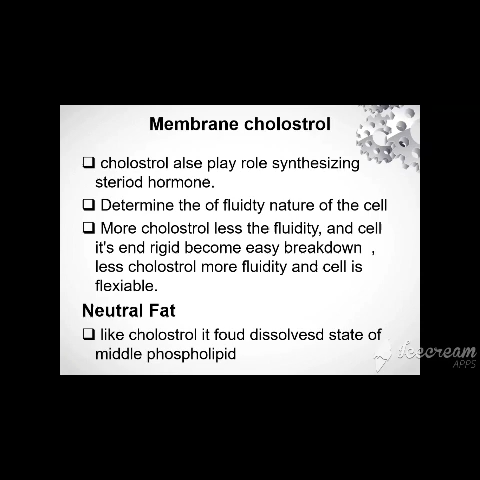 Membrane cholostrol
❑ cholostrol alse play role synthesizing
steriod hormone.
❑ Determine the of fluidty nature of the cell
❑ More cholostrol less the fluidity, and cell
it's end rigid become easy breakdown ,
less cholostrol more fluidity and cell is
flexiable.
Neutral Fat
❑ like cholostrol it foud dissolvesd state of
middle phospholipid
icecream
APPS